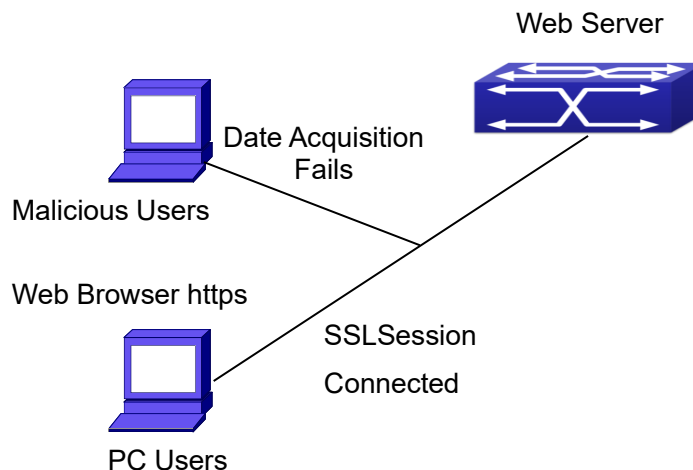 Web Server
Date Acquisition
Fails
Malicious Users
Web Browser https
SSLSession
Connected
PC Users